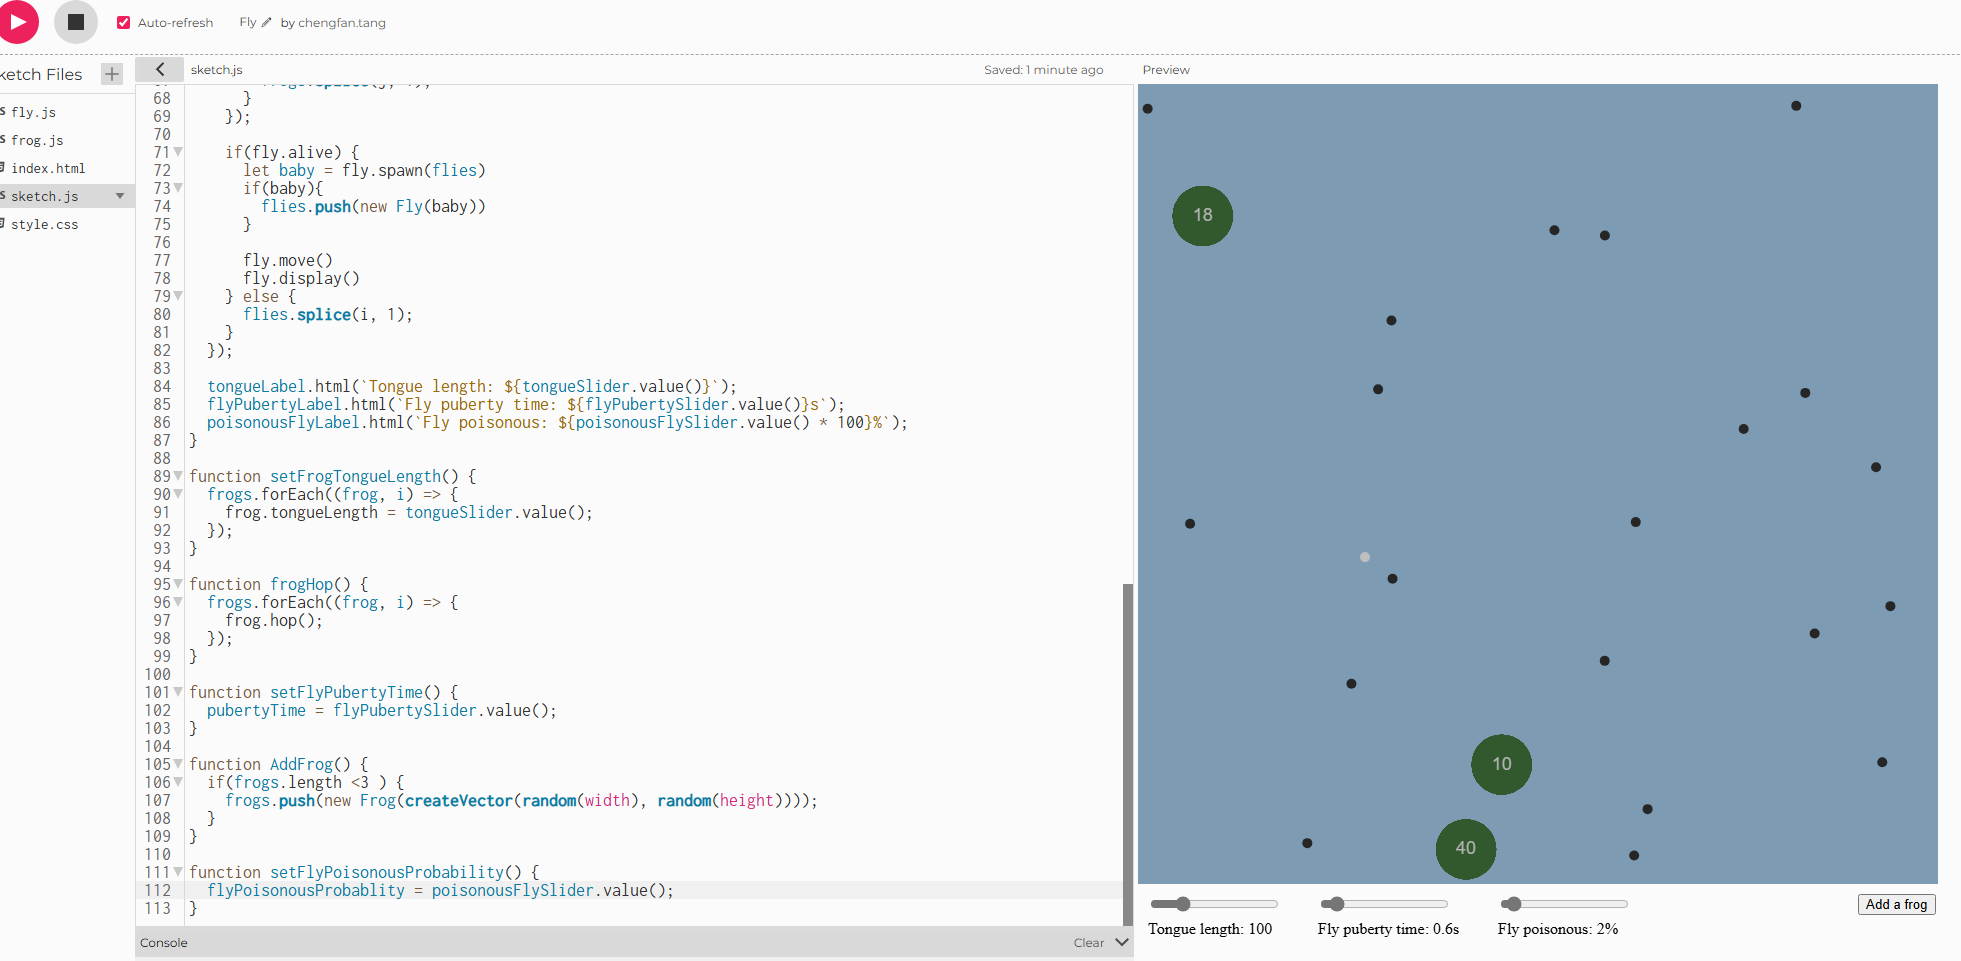 Auto-refresh Fly by chengfan.tang
ketch Files
sketch.js Saved: 1 minute ago Preview
fly.js
frog.js
index.html
sketch.js
style.css
68 }
69 });
70
71 if(fly.alive) {
72 let baby = fly.spawn(flies)
73 if(baby){
74 flies.push(new Fly(baby))
75 }
76
77 fly.move()
78 fly.display()
79 } else {
80 flies.splice(i, 1);
81 }
82 });
83
84 tongueLabel.html(`Tongue length: ${tongueSlider.value()}`);
85 flyPubertyLabel.html(`Fly puberty time: ${flyPubertySlider.value()}s`);
86 poisonousFlyLabel.html(`Fly poisonous: ${poisonousFlySlider.value() * 100}%`);
87 }
88
89 function setFrogTongueLength() {
90 frogs.forEach((frog, i) => {
91 frog.tongueLength = tongueSlider.value();
92 });
93 }
94
95 function frogHop() {
96 frogs.forEach((frog, i) => {
97 frog.hop();
98 });
99 }
100
101 function setFlyPubertyTime() {
102 pubertyTime = flyPubertySlider.value();
103 }
104
105 function AddFrog() {
106 if(frogs.length <3 ) {
107 frogs.push(new Frog(createVector(random(width), random(height))));
108 }
109 }
110
111 function setFlyPoisonousProbability() {
112 flyPoisonousProbablity = poisonousFlySlider.value();
113 }
Console Clear
18
10
40
Add a frog
Tongue length: 100 Fly puberty time: 0.6s Fly poisonous: 2%